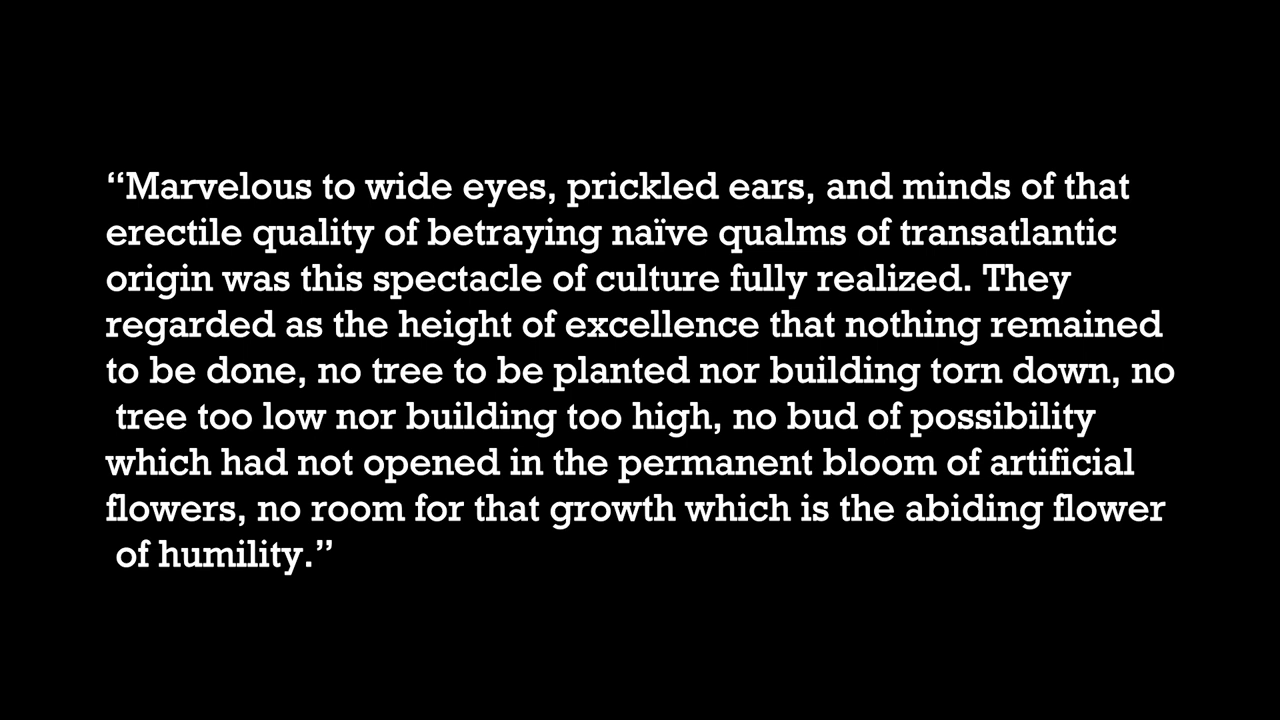 “Marvelous to wide eyes, prickled ears, and minds of that
erectile quality of betraying naïve qualms of transatlantic
origin was this spectacle of culture fully realized. They
regarded as the height of excellence that nothing remained
to be done, no tree to be planted nor building torn down, no
tree too low nor building too high, no bud of possibility
which had not opened in the permanent bloom of artificial
flowers, no room for that growth which is the abiding flower
of humility.”